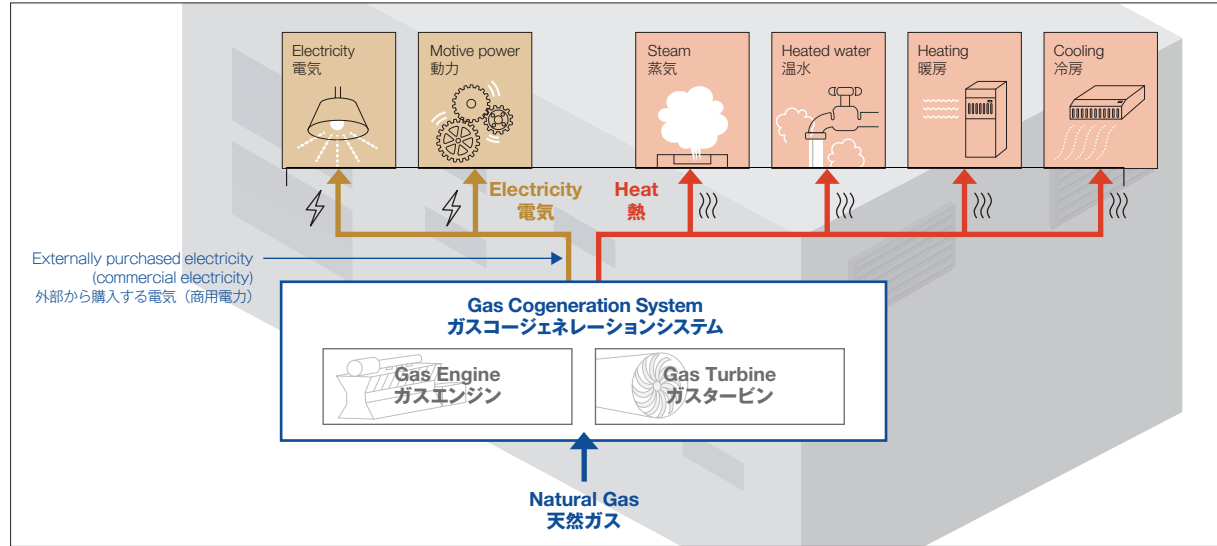 Electricity
電気
Motive power
動力
Steam
蒸気
Heated water
温水
Heating
暖房
Cooling
冷房
Electricity
電気
Heat
熱
Externally purchased electricity
(commercial electricity)
外部から購入する電気（商用電力）
Gas Cogeneration System
ガスコージェネレーションシステム
Gas Engine
ガスエンジン
Gas Turbine
ガスタービン
Natural Gas
天然ガス